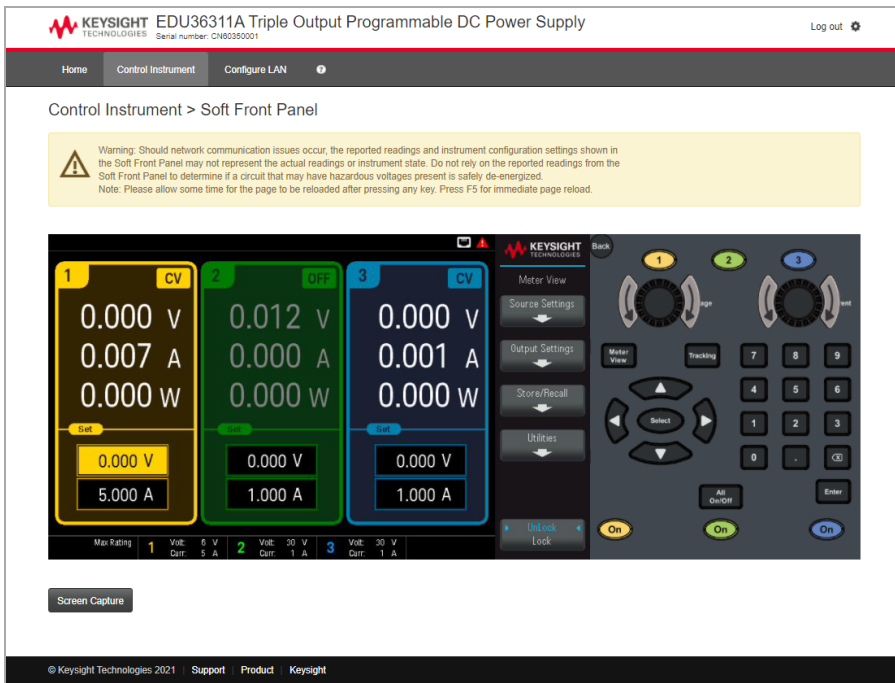 KEYSIGHT TECHNOLOGIES
EDU36311A Triple Output Programmable DC Power Supply
Serial number: CN60350001
Log out
Home Control Instrument Configure LAN ?
Control Instrument > Soft Front Panel
Warning: Should network communication issues occur, the reported readings and instrument configuration settings shown in
the Soft Front Panel may not represent the actual readings or instrument state. Do not rely on the reported readings from the
Soft Front Panel to determine if a circuit that may have hazardous voltages present is safely de-energized.
Note: Please allow some time for the page to be reloaded after pressing any key. Press F5 for immediate page reload.
1 CV
0.000 V
0.007 A
0.000 W
Set
0.000 V
5.000 A
2 OFF
0.012 V
0.000 A
0.000 W
Set
0.000 V
1.000 A
3 CV
0.000 V
0.001 A
0.000 W
Set
0.000 V
1.000 A
Max Rating
1 Volt: 6 V
Curr: 5 A
2 Volt: 30 V
Curr: 1 A
3 Volt: 30 V
Curr: 1 A
KEYSIGHT
TECHNOLOGIES
Meter View
Source Settings
Output Settings
Store/Recall
Utilities
UnLock
Lock
Back
1 2 3
age
ent
Meter
View
Tracking
7 8 9
4 5 6
Select
1 2 3
0 .
All
On/Off
Enter
On On On
Screen Capture
© Keysight Technologies 2021 | Support | Product | Keysight